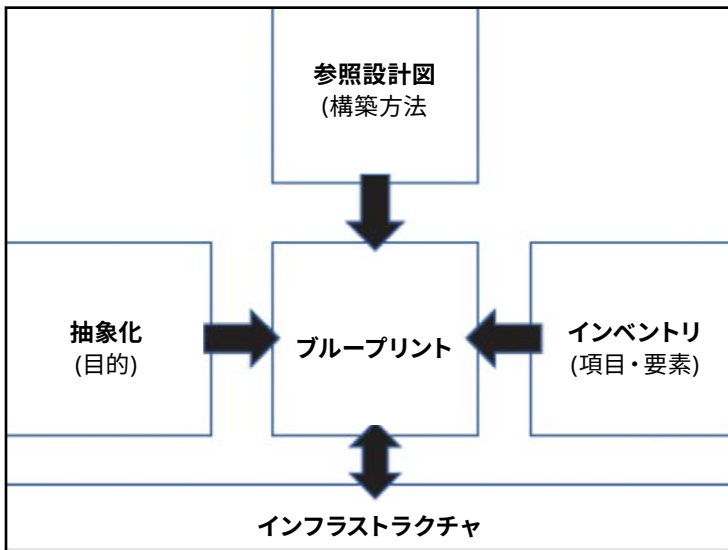 参照設計図
(構築方法
抽象化
(目的)
ブループリント
インベントリ
(項目・要素)
インフラストラクチャ